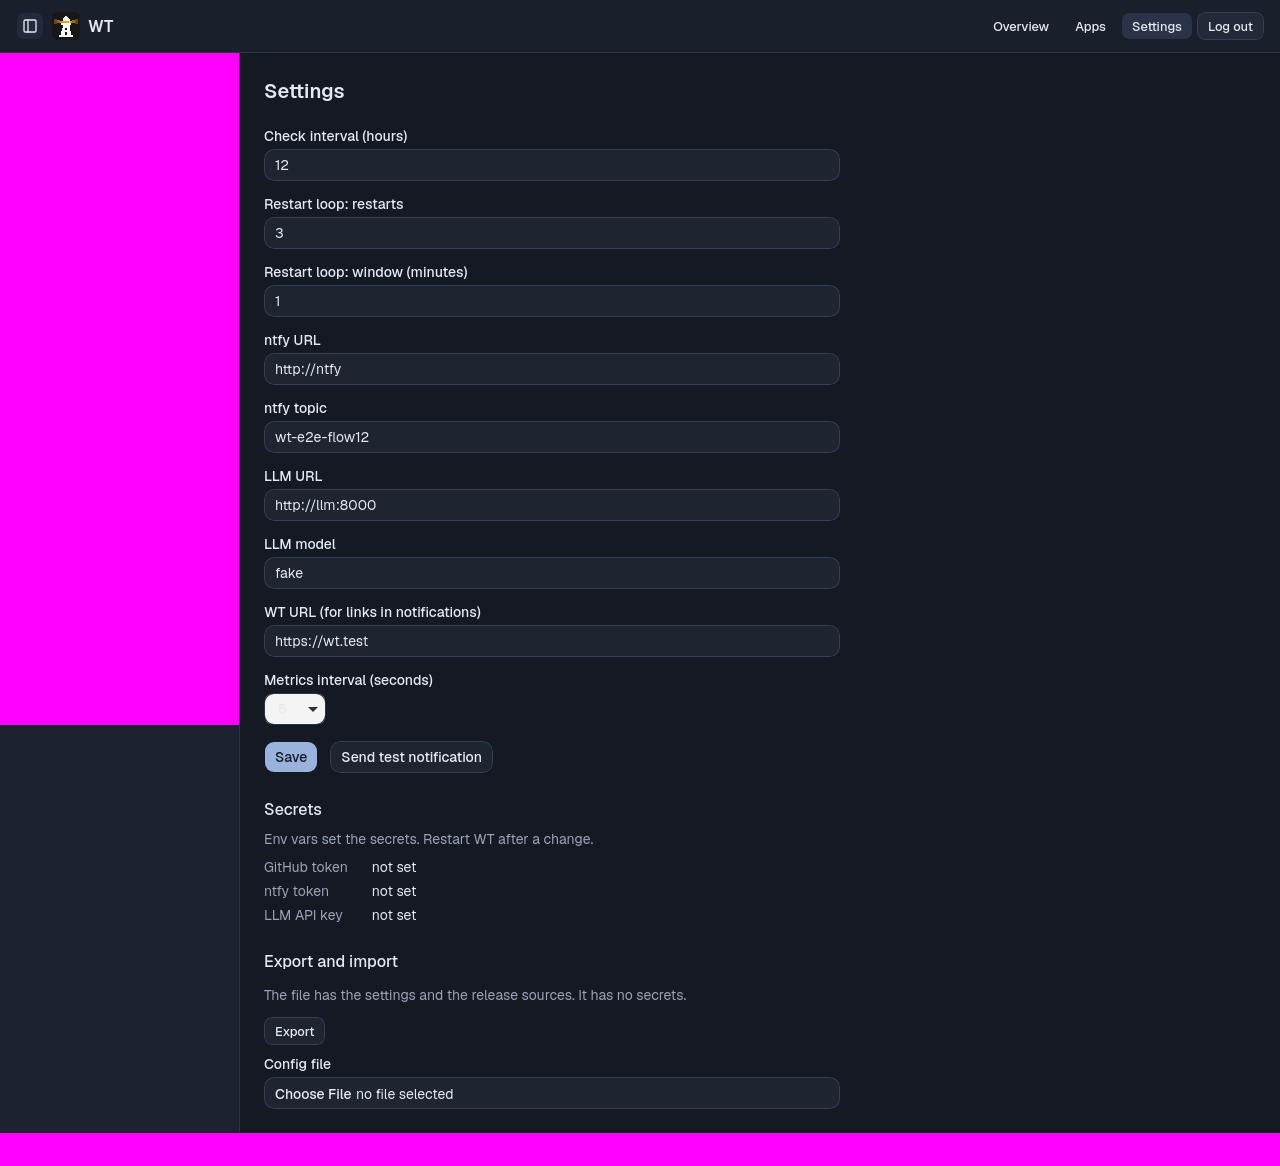 WT
Overview
Apps
Settings
Log out
Settings
Check interval (hours)
12
Restart loop: restarts
3
Restart loop: window (minutes)
1
ntfy URL
http://ntfy
ntfy topic
wt-e2e-flow12
LLM URL
http://llm:8000
LLM model
fake
WT URL (for links in notifications)
https://wt.test
Metrics interval (seconds)
Save
Send test notification
Secrets
Env vars set the secrets. Restart WT after a change.
GitHub token not set
ntfy token not set
LLM API key not set
Export and import
The file has the settings and the release sources. It has no secrets.
Export
Config file
Choose File no file selected